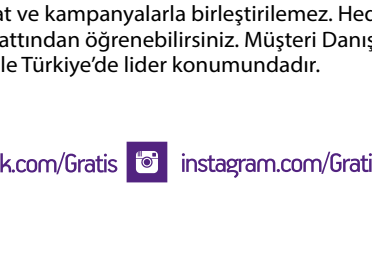 at ve kampanyalarla birleştirilemez. Hed
attından öğrenebilirsiniz. Müşteri Danış
le Türkiye’de lider konumundadır.
k.com/Gratis instagram.com/Grati